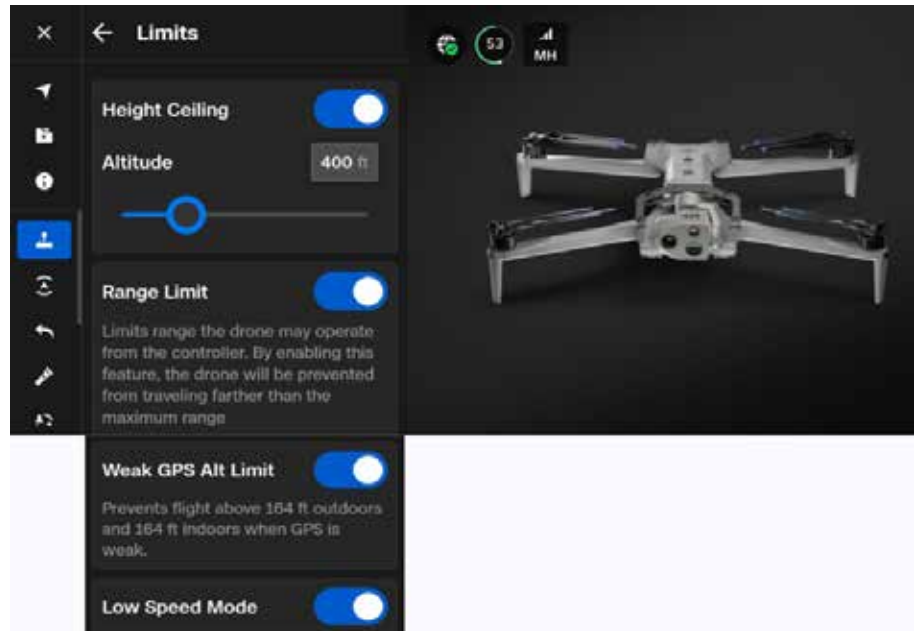 Limits
53
MH
Height Ceiling
Altitude
400 ft
Range Limit
Limits range the drone may operate
from the controller. By enabling this
feature, the drone will be prevented
from traveling farther than the
maximum range
Weak GPS Alt Limit
Prevents flight above 164 ft outdoors
and 164 ft indoors when GPS is
weak.
Low Speed Mode